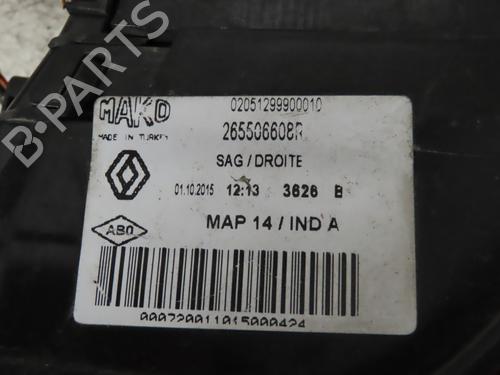 MAKO
02051299900010
MADE IN TURKEY
265506608R
SAG / DROITE
01.10.2015 12:13 3626 B
ABO
MAP 14 / IND A
000720011015000424
B-PARTS